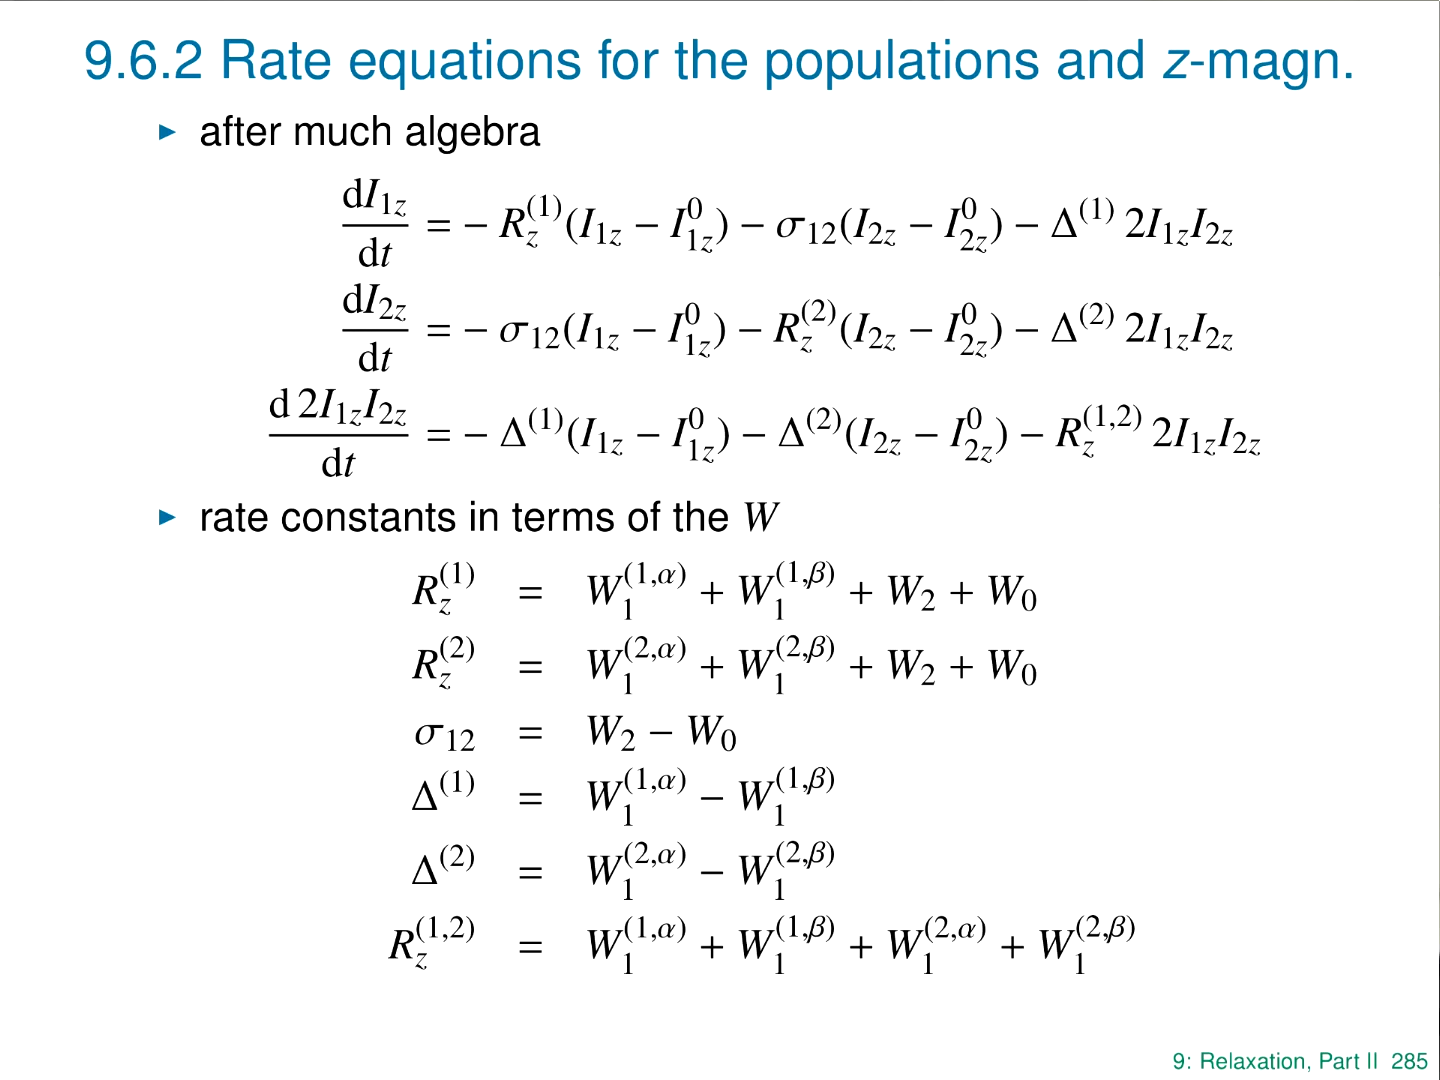 9.6.2 Rate equations for the populations and z-magn.
▶ after much algebra
dI_{1z}/dt = − R_z^{(1)}(I_{1z} − I_{1z}^0) − σ_{12}(I_{2z} − I_{2z}^0) − Δ^{(1)} 2I_{1z}I_{2z}
dI_{2z}/dt = − σ_{12}(I_{1z} − I_{1z}^0) − R_z^{(2)}(I_{2z} − I_{2z}^0) − Δ^{(2)} 2I_{1z}I_{2z}
d 2I_{1z}I_{2z}/dt = − Δ^{(1)}(I_{1z} − I_{1z}^0) − Δ^{(2)}(I_{2z} − I_{2z}^0) − R_z^{(1,2)} 2I_{1z}I_{2z}
▶ rate constants in terms of the W
R_z^{(1)} = W_1^{(1,α)} + W_1^{(1,β)} + W_2 + W_0
R_z^{(2)} = W_1^{(2,α)} + W_1^{(2,β)} + W_2 + W_0
σ_{12} = W_2 − W_0
Δ^{(1)} = W_1^{(1,α)} − W_1^{(1,β)}
Δ^{(2)} = W_1^{(2,α)} − W_1^{(2,β)}
R_z^{(1,2)} = W_1^{(1,α)} + W_1^{(1,β)} + W_1^{(2,α)} + W_1^{(2,β)}
9: Relaxation, Part II 285